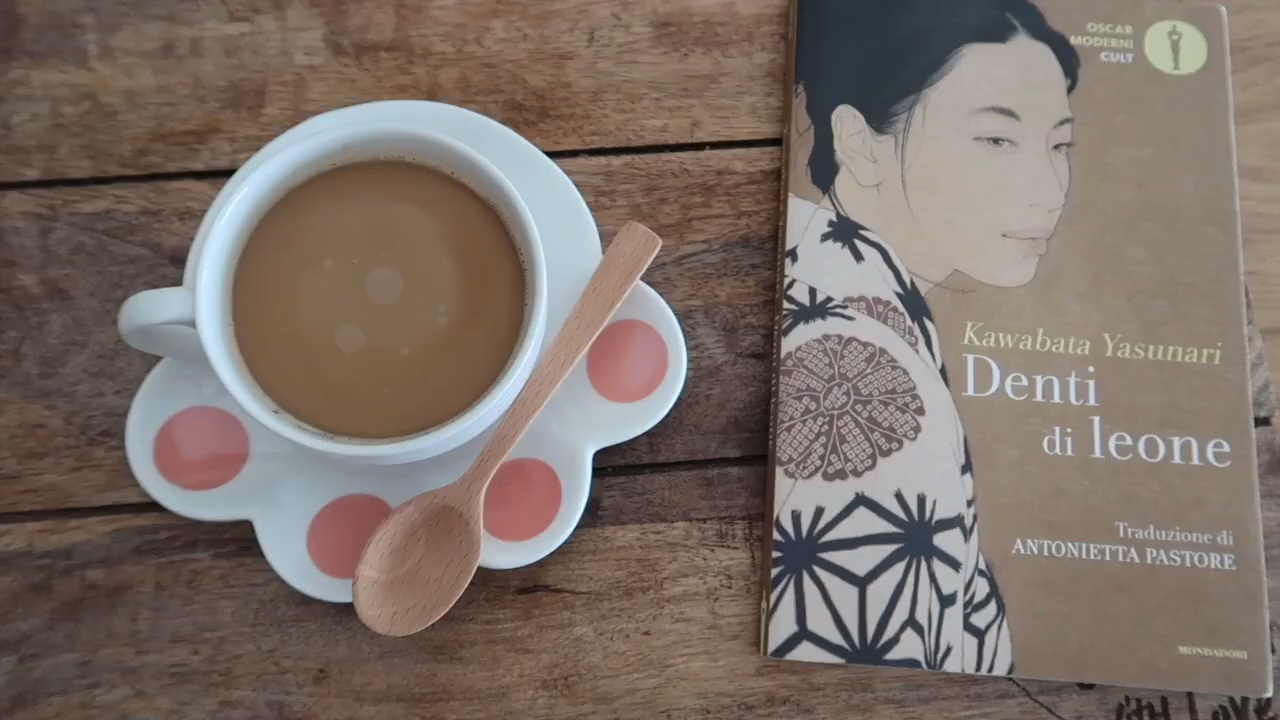 OSCAR
MODERNI
CULT
Kawabata Yasunari
Denti
di leone
Traduzione di
ANTONIETTA PASTORE
MONDADORI